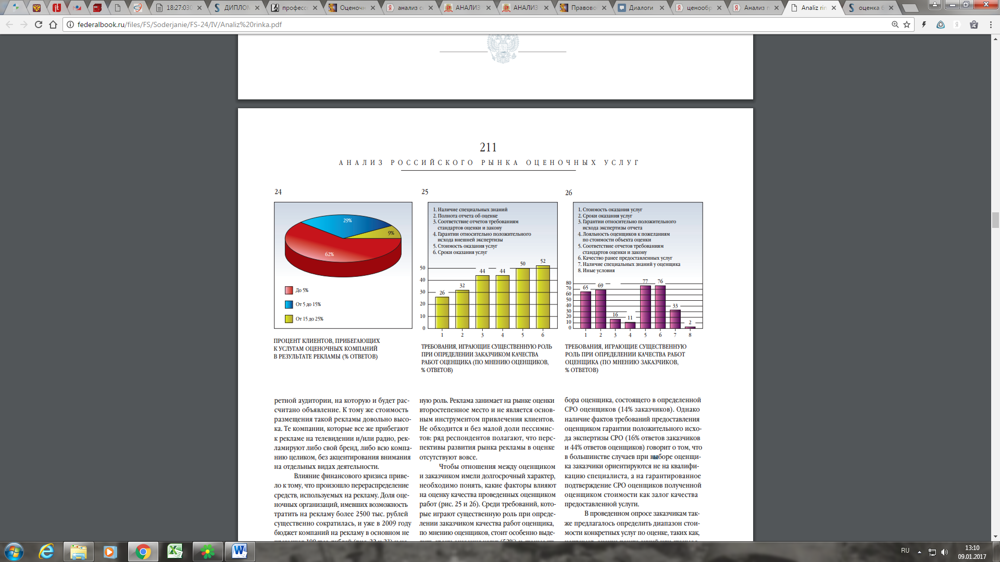 18:27:030
ДИПЛОМ
професс
Оценочн
анализ с
АНАЛИЗ
АНАЛИЗ
Правово
Диалоги
ценообр
Анализ п
Analiz rin
оценка б
federalbook.ru/files/FS/Soderjanie/FS-24/IV/Analiz%20rinka.pdf
211
АНАЛИЗ РОССИЙСКОГО РЫНКА ОЦЕНОЧНЫХ УСЛУГ
24
29%
9%
62%
До 5%
От 5 до 15%
От 15 до 25%
ПРОЦЕНТ КЛИЕНТОВ, ПРИБЕГАЮЩИХ
К УСЛУГАМ ОЦЕНОЧНЫХ КОМПАНИЙ
В РЕЗУЛЬТАТЕ РЕКЛАМЫ (% ОТВЕТОВ)
25
1. Наличие специальных знаний
2. Полнота отчета об оценке
3. Соответствие отчетов требованиям
стандартов оценки и закону
4. Гарантии относительно положительного
исхода внешней экспертизы
5. Стоимость оказания услуг
6. Сроки оказания услуг
50
40
30
20
10
0
26
32
44
44
50
52
1 2 3 4 5 6
ТРЕБОВАНИЯ, ИГРАЮЩИЕ СУЩЕСТВЕННУЮ РОЛЬ
ПРИ ОПРЕДЕЛЕНИИ ЗАКАЗЧИКОМ КАЧЕСТВА
РАБОТ ОЦЕНЩИКА (ПО МНЕНИЮ ОЦЕНЩИКОВ,
% ОТВЕТОВ)
26
1. Стоимость оказания услуг
2. Сроки оказания услуг
3. Гарантии относительно положительного
исхода экспертизы отчета
4. Лояльность оценщиков к пожеланиям
по стоимости объекта оценки
5. Соответствие отчетов требованиям
стандартов оценки и закону
6. Качество ранее предоставленных услуг
7. Наличие специальных знаний у оценщика
8. Иные условия
80
70
60
50
40
30
20
10
0
65
69
16
11
77
76
33
2
1 2 3 4 5 6 7 8
ТРЕБОВАНИЯ, ИГРАЮЩИЕ СУЩЕСТВЕННУЮ
РОЛЬ ПРИ ОПРЕДЕЛЕНИИ КАЧЕСТВА РАБОТ
ОЦЕНЩИКА (ПО МНЕНИЮ ЗАКАЗЧИКОВ,
% ОТВЕТОВ)
ретной аудитории, на которую и будет рас-
считано объявление. К тому же стоимость
размещения такой рекламы довольно высо-
ка. Те компании, которые все же прибегают
к рекламе на телевидении и/или радио, рек-
ламируют либо свой бренд, либо всю компа-
нию целиком, без акцентирования внимания
на отдельных видах деятельности.
Влияние финансового кризиса приве-
ло к тому, что произошло перераспределение
средств, используемых на рекламу. Доля оце-
ночных организаций, имевших возможность
тратить на рекламу более 2500 тыс. рублей
существенно сократилась, и уже в 2009 году
бюджет компаний на рекламу в основном не
ную роль. Реклама занимает на рынке оценки
второстепенное место и не является основ-
ным инструментом привлечения клиентов.
Не обходится и без малой доли пессимис-
тов: ряд респондентов полагают, что перс-
пективы развития рынка рекламы в оценке
отсутствуют вовсе.
Чтобы отношения между оценщиком
и заказчиком имели долгосрочный характер,
необходимо понять, какие факторы влияют
на оценку качества проведенных оценщиком
работ (рис. 25 и 26). Среди требований, кото-
рые играют существенную роль при опреде-
лении заказчиком качества работ оценщика,
по мнению оценщиков, стоит особенно выде-
бора оценщика, состоящего в определенной
СРО оценщиков (14% заказчиков). Однако
наличие фактов требований предоставления
оценщиком гарантии положительного исхо-
да экспертизы СРО (16% ответов заказчиков
и 44% ответов оценщиков) говорит о том, что
в большинстве случаев при выборе оценщи-
ка заказчики ориентируются не на квалифи-
кацию специалиста, а на гарантированное
подтверждение СРО оценщиков полученной
оценщиком стоимости как залог качества
предоставленной услуги.
В проведенном опросе заказчикам так-
же предлагалось определить диапазон стои-
мости конкретных услуг по оценке, таких как,
RU
13:10
09.01.2017